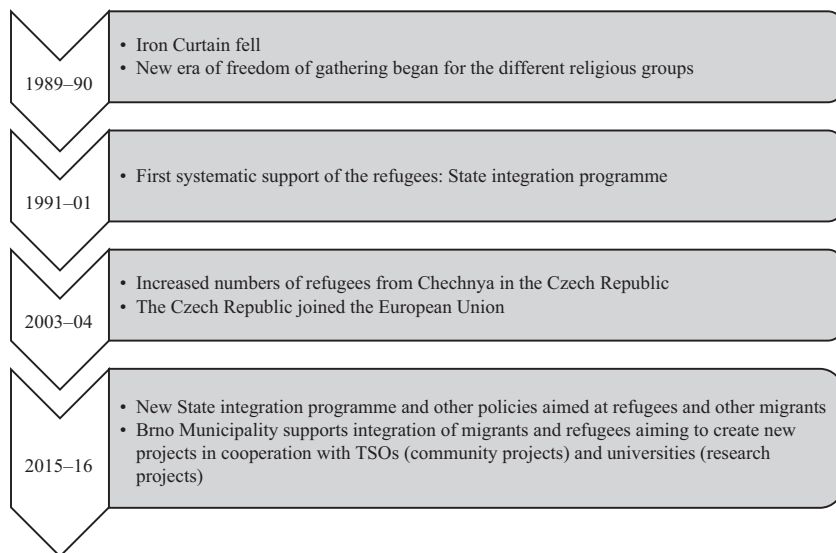 1989–90
• Iron Curtain fell
• New era of freedom of gathering began for the different religious groups
1991–01
• First systematic support of the refugees: State integration programme
2003–04
• Increased numbers of refugees from Chechnya in the Czech Republic
• The Czech Republic joined the European Union
2015–16
• New State integration programme and other policies aimed at refugees and other migrants
• Brno Municipality supports integration of migrants and refugees aiming to create new
projects in cooperation with TSOs (community projects) and universities (research
projects)